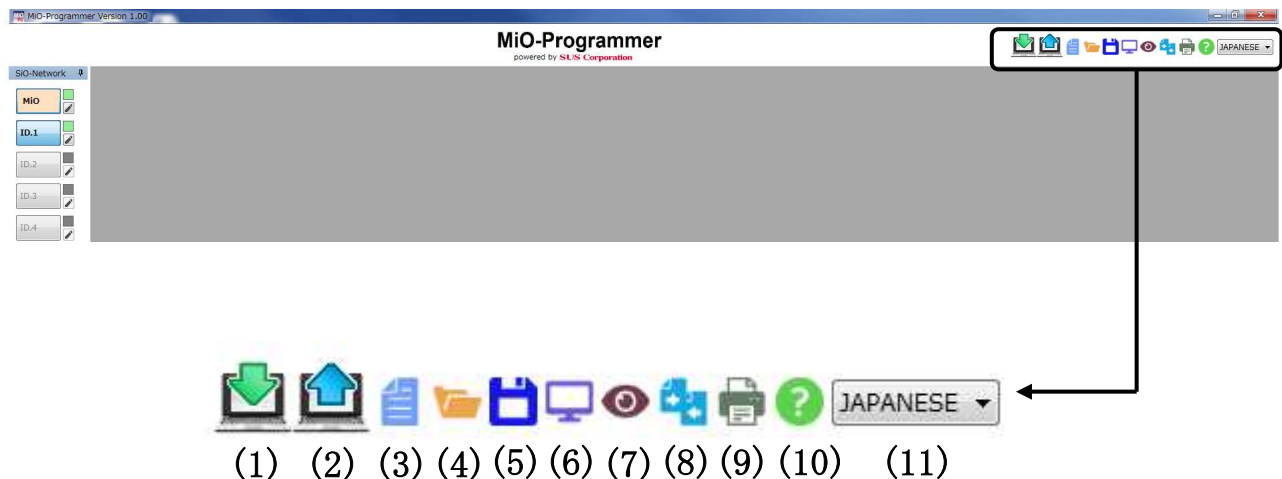 MiO-Programmer Version 1.00
MiO-Programmer
powered by SUS Corporation
JAPANESE
SiO-Network
MiO
ID.1
ID.2
ID.3
ID.4
JAPANESE
(1) (2) (3) (4) (5) (6) (7) (8) (9) (10) (11)